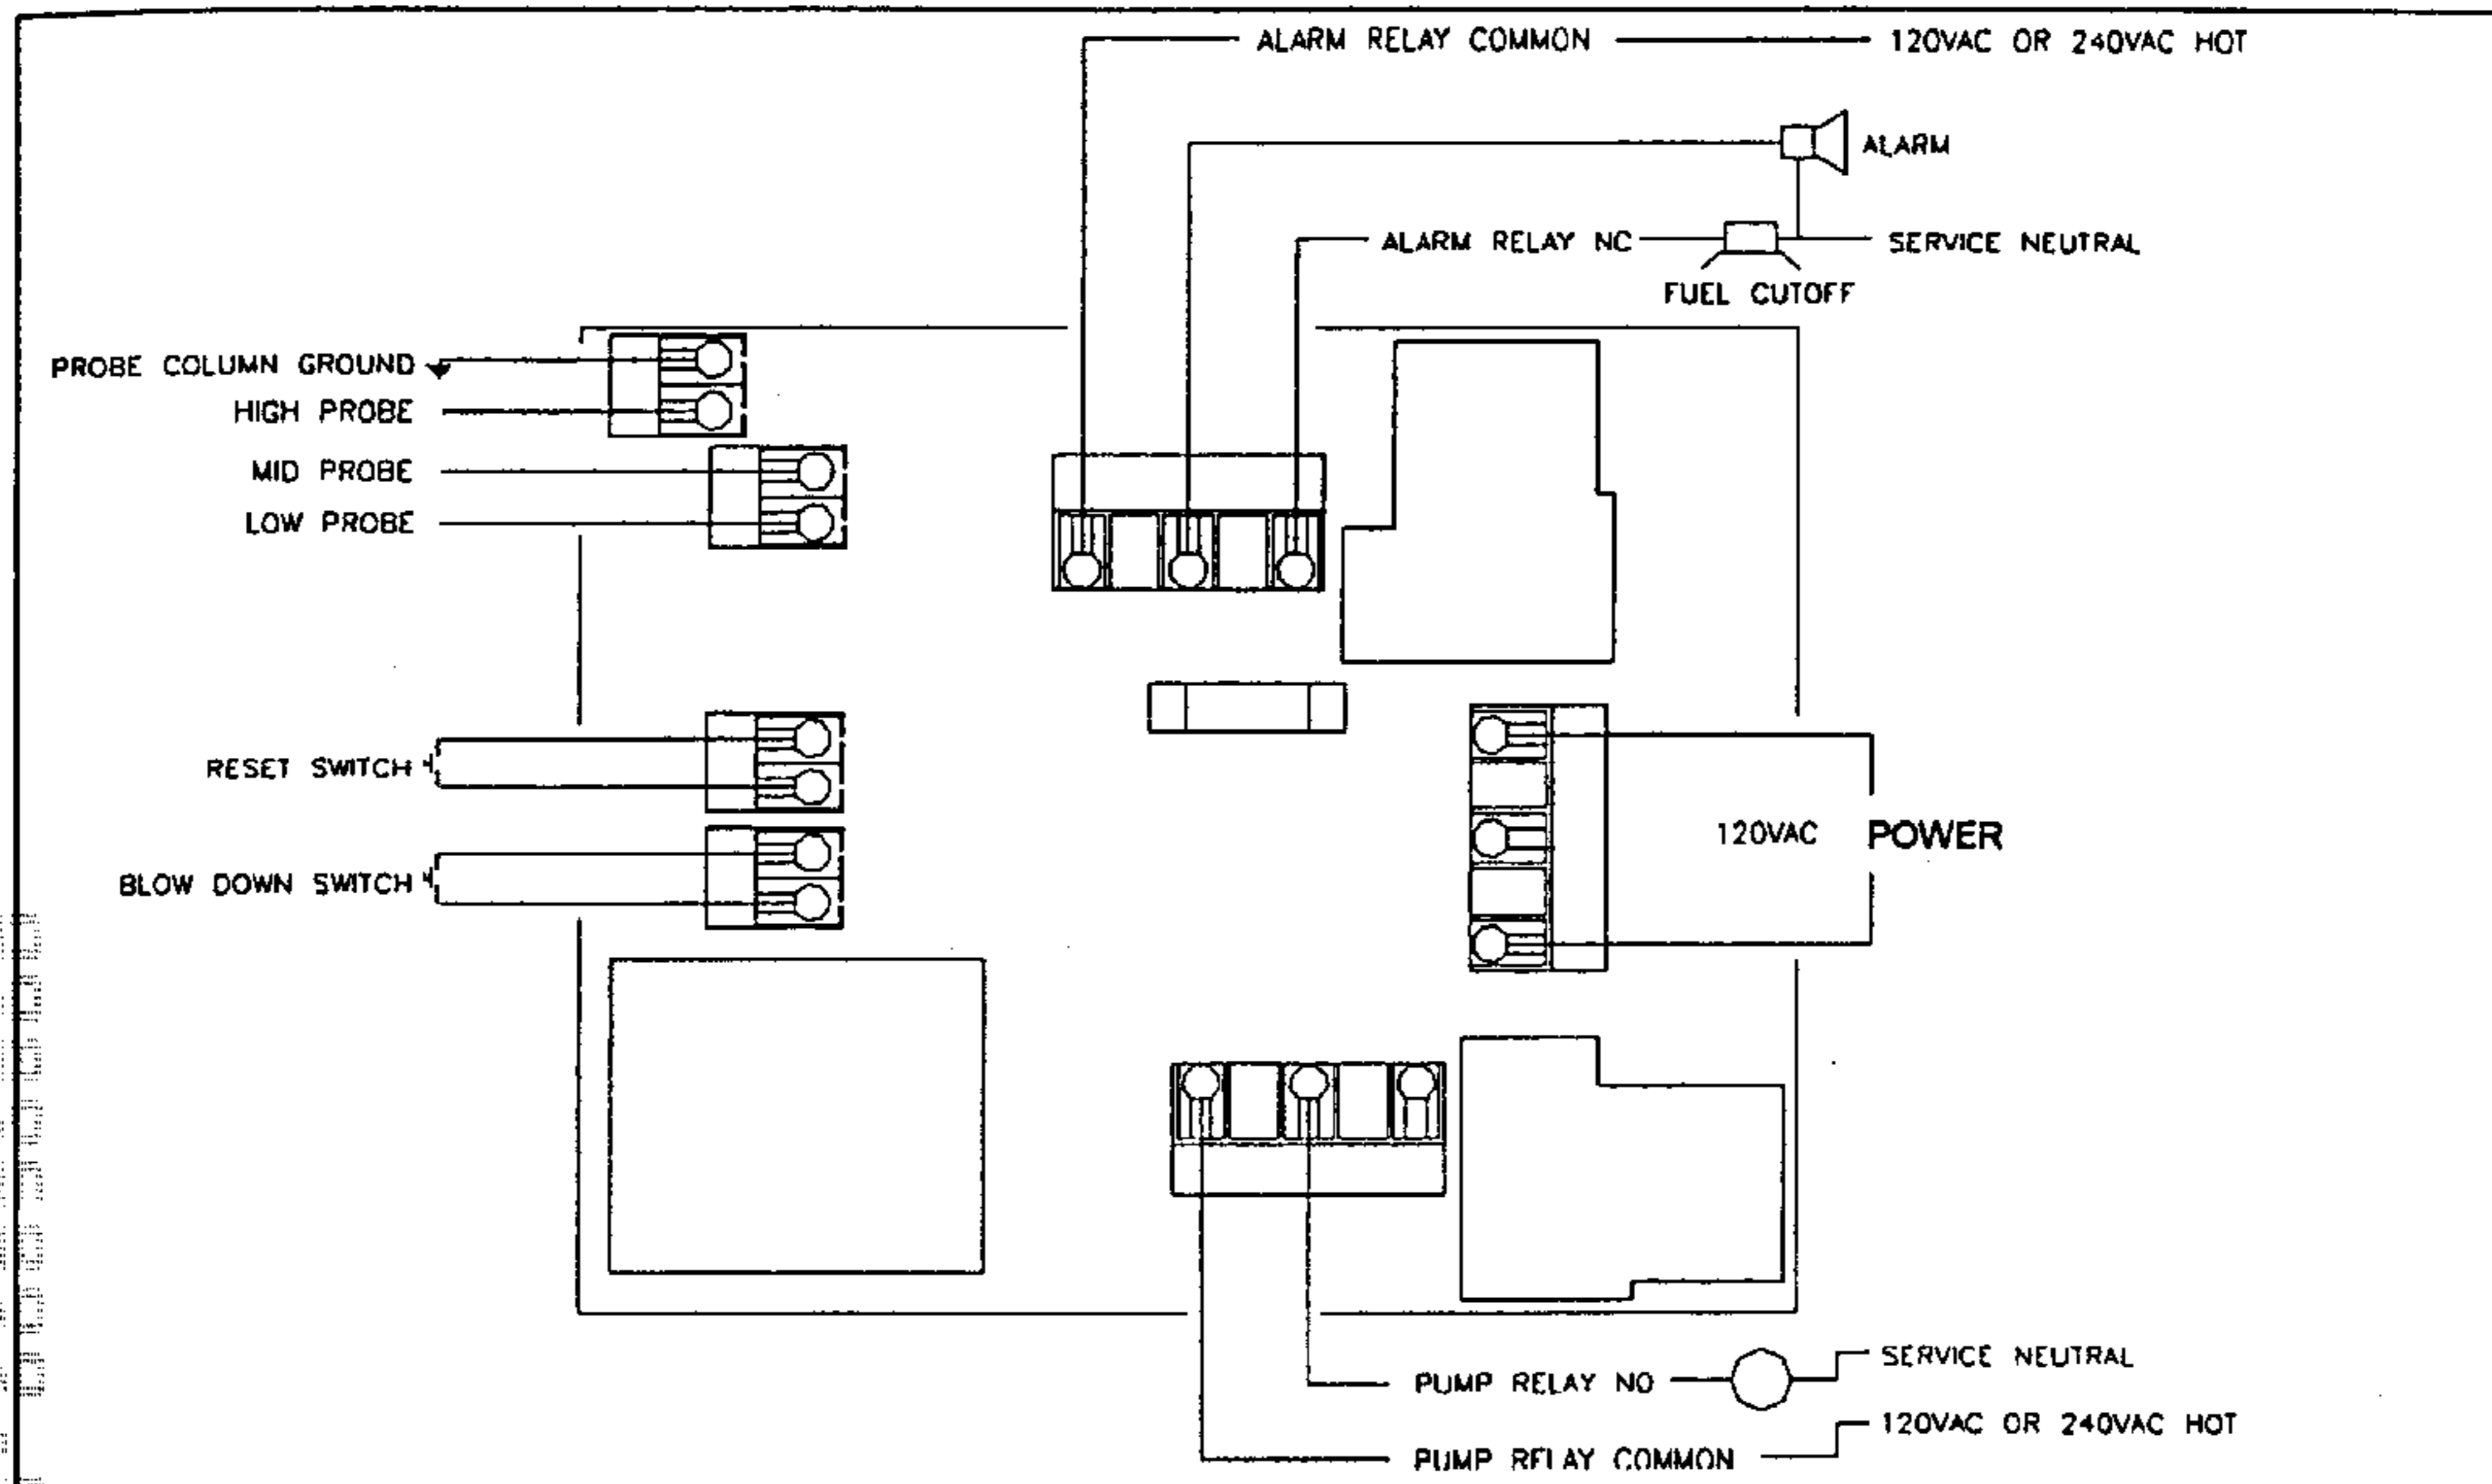 ALARM RELAY COMMON
120VAC OR 240VAC HOT
ALARM
ALARM RELAY NC
SERVICE NEUTRAL
FUEL CUTOFF
PROBE COLUMN GROUND
HIGH PROBE
MID PROBE
LOW PROBE
RESET SWITCH
120VAC
POWER
BLOW DOWN SWITCH
SERVICE NEUTRAL
PUMP RELAY NO
120VAC OR 240VAC HOT
PUMP RELAY COMMON